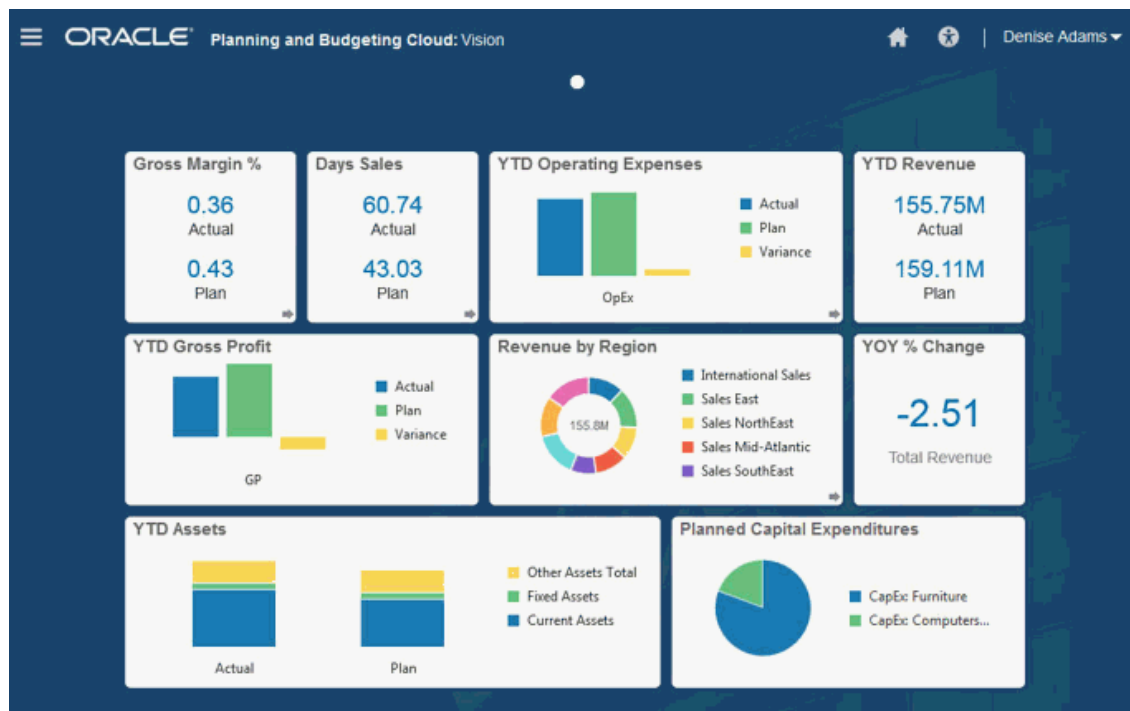 ORACLE® Planning and Budgeting Cloud: Vision
Denise Adams
Gross Margin %
0.36
Actual
0.43
Plan
Days Sales
60.74
Actual
43.03
Plan
YTD Operating Expenses
Actual
Plan
Variance
OpEx
YTD Revenue
155.75M
Actual
159.11M
Plan
YTD Gross Profit
Actual
Plan
Variance
GP
Revenue by Region
155.8M
International Sales
Sales East
Sales NorthEast
Sales Mid-Atlantic
Sales SouthEast
YOY % Change
-2.51
Total Revenue
YTD Assets
Other Assets Total
Fixed Assets
Current Assets
Actual
Plan
Planned Capital Expenditures
CapEx: Furniture
CapEx: Computers...